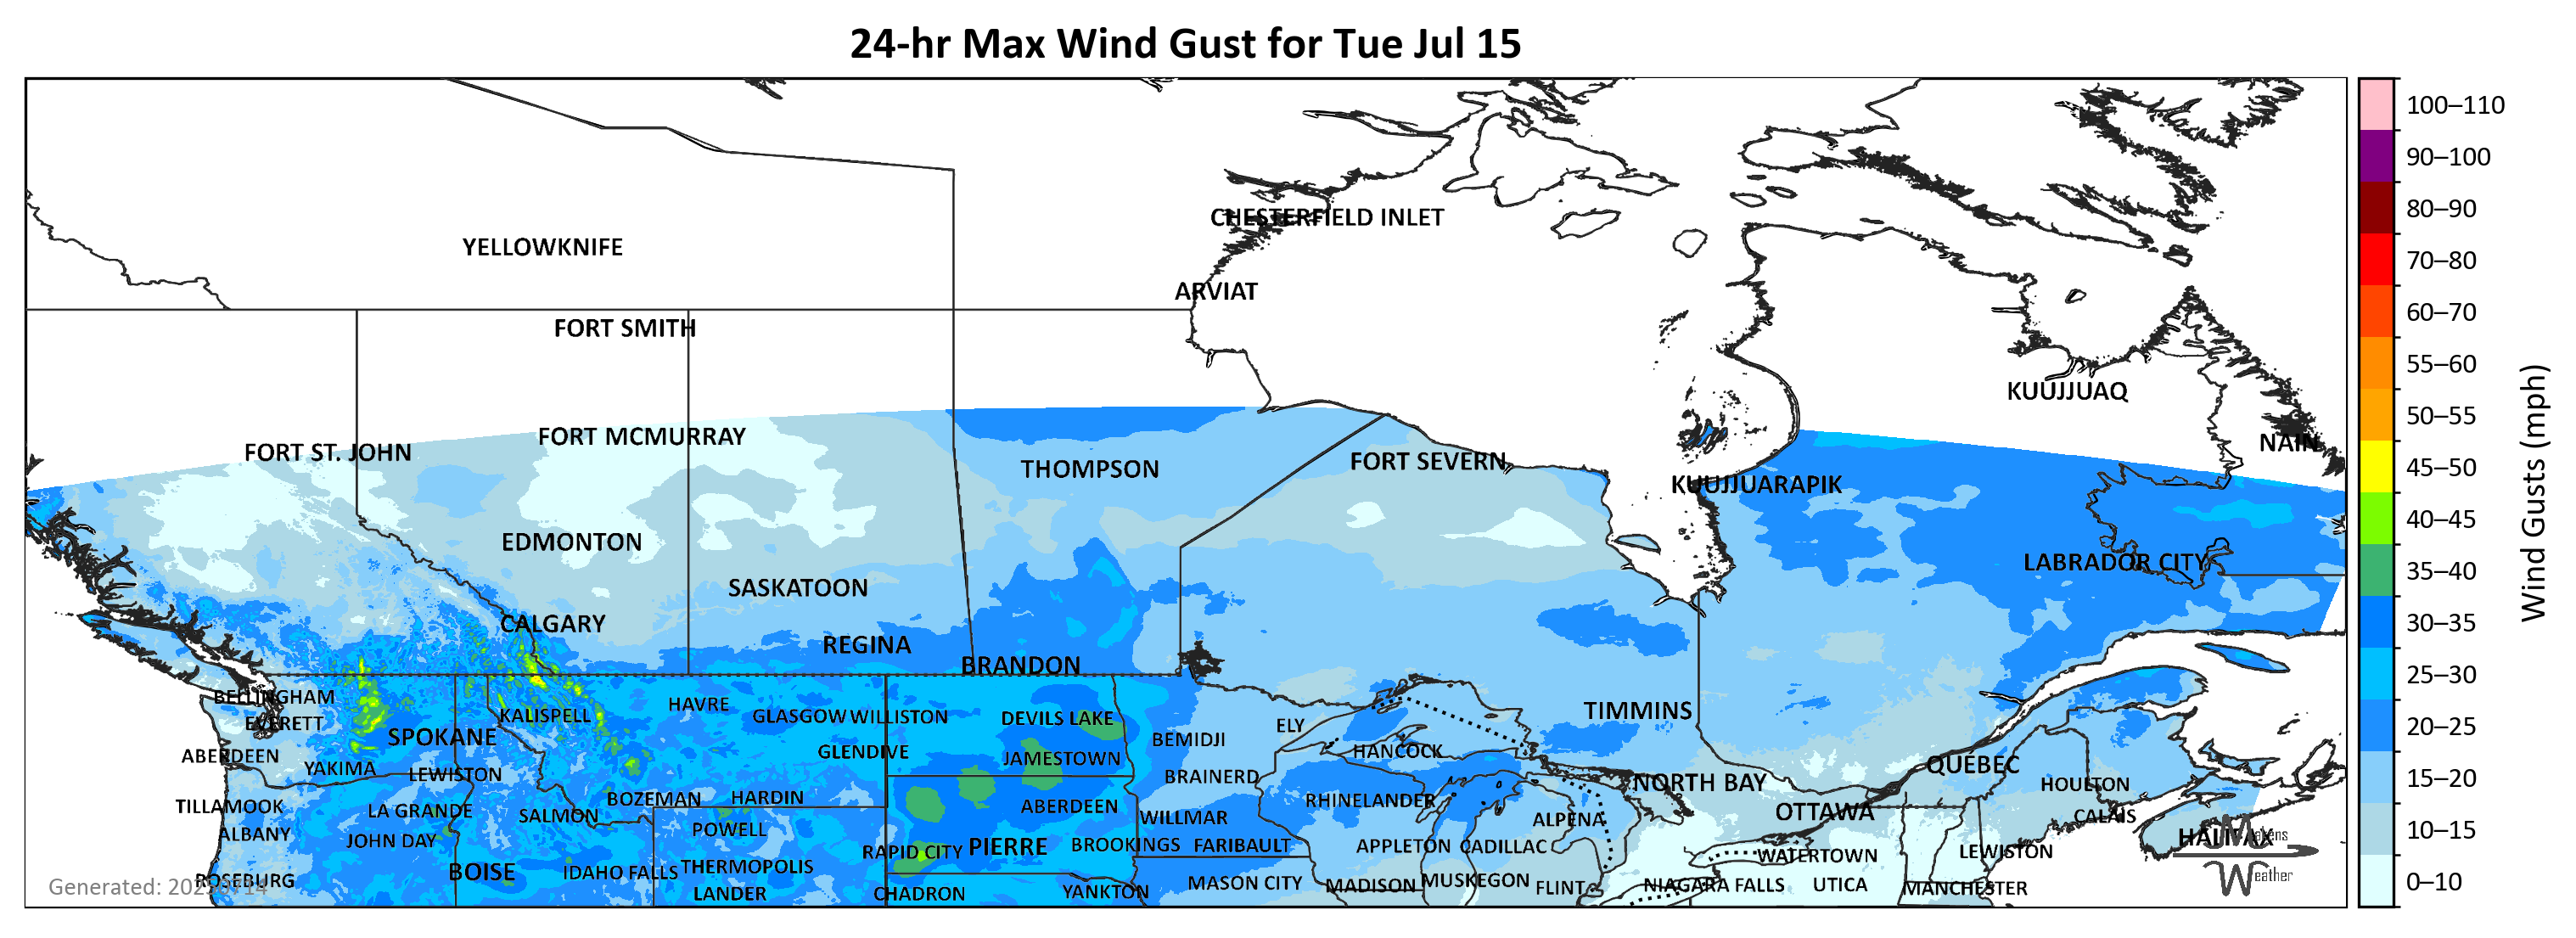 24-hr Max Wind Gust for Tue Jul 15
100–110
90–100
80–90
70–80
60–70
55–60
50–55
45–50
40–45
35–40
30–35
25–30
20–25
15–20
10–15
0–10
Wind Gusts (mph)
CHESTERFIELD INLET
YELLOWKNIFE
ARVIAT
FORT SMITH
KUUJJUAQ
FORT MCMURRAY
NAIN
FORT ST. JOHN
FORT SEVERN
THOMPSON
KUUJJUARAPIK
EDMONTON
LABRADOR CITY
SASKATOON
CALGARY
REGINA
BRANDON
BELLINGHAM
HAVRE
TIMMINS
KALISPELL
GLASGOW
WILLISTON
DEVILS LAKE
EVERETT
ELY
SPOKANE
BEMIDJI
GLENDIVE
HANCOCK
ABERDEEN
JAMESTOWN
QUEBEC
YAKIMA
LEWISTON
BRAINERD
NORTH BAY
HOULTON
BOZEMAN
HARDIN
RHINELANDER
TILLAMOOK
ABERDEEN
LA GRANDE
OTTAWA
SALMON
CALAIS
WILLMAR
ALPENA
POWELL
ALBANY
HALIFAX
JOHN DAY
BROOKINGS
FARIBAULT
APPLETON
CADILLAC
PIERRE
RAPID CITY
LEWISTON
WATERTOWN
THERMOPOLIS
BOISE
IDAHO FALLS
ROSEBURG
MUSKEGON
MASON CITY
MADISON
NIAGARA FALLS
UTICA
FLINT
MANCHESTER
YANKTON
LANDER
CHADRON
Weather